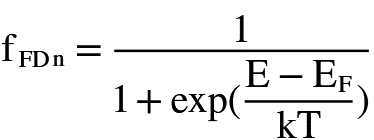 f_FDn = 1 / (1 + exp((E − E_F) / kT))